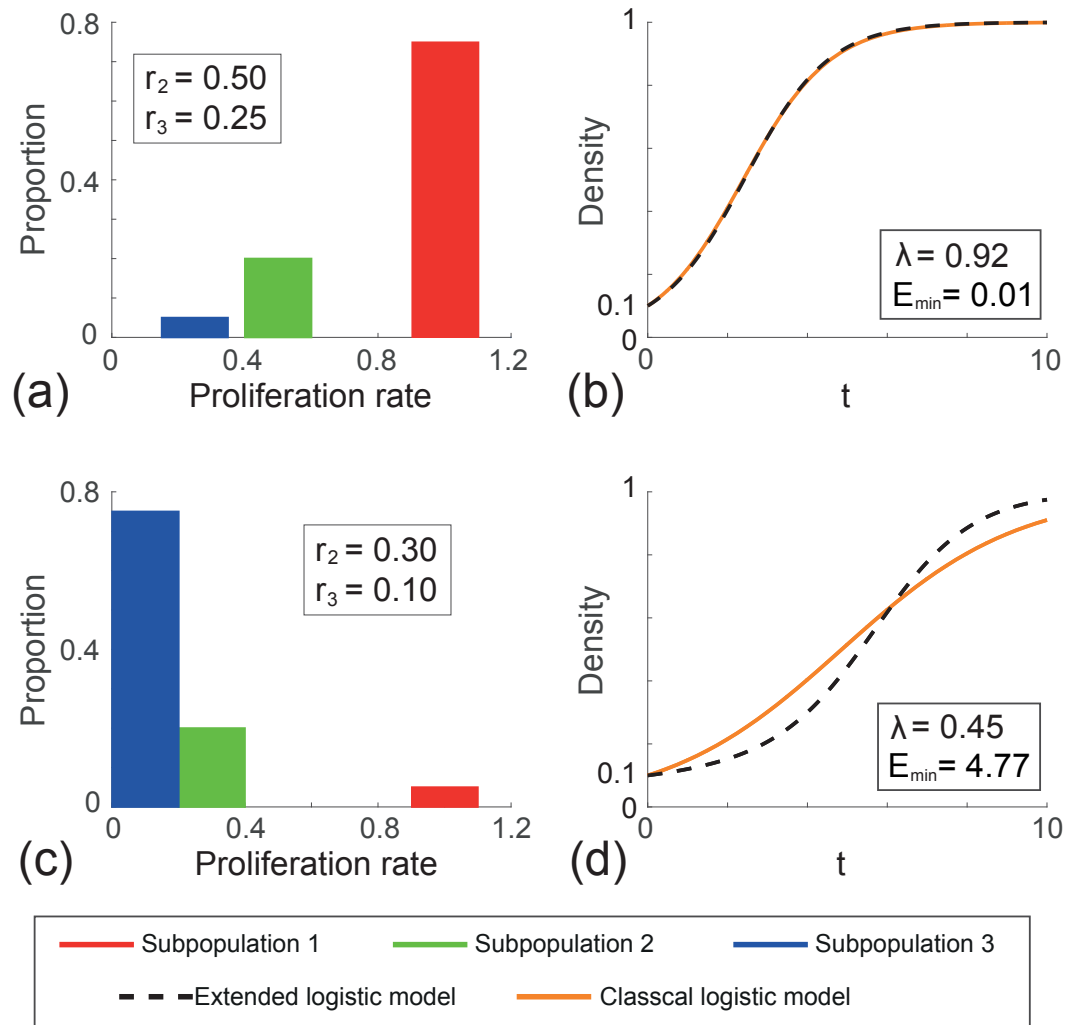 0.8
r2 = 0.50
r3 = 0.25
Proportion
0.4
0
0
0.4
0.8
1.2
(a)
Proliferation rate
1
Density
λ = 0.92
Emin = 0.01
0.1
0
0
10
(b)
t
0.8
r2 = 0.30
r3 = 0.10
Proportion
0.4
0
0
0.4
0.8
1.2
(c)
Proliferation rate
1
Density
λ = 0.45
Emin = 4.77
0.1
0
0
10
(d)
t
Subpopulation 1
Subpopulation 2
Subpopulation 3
Extended logistic model
Classcal logistic model